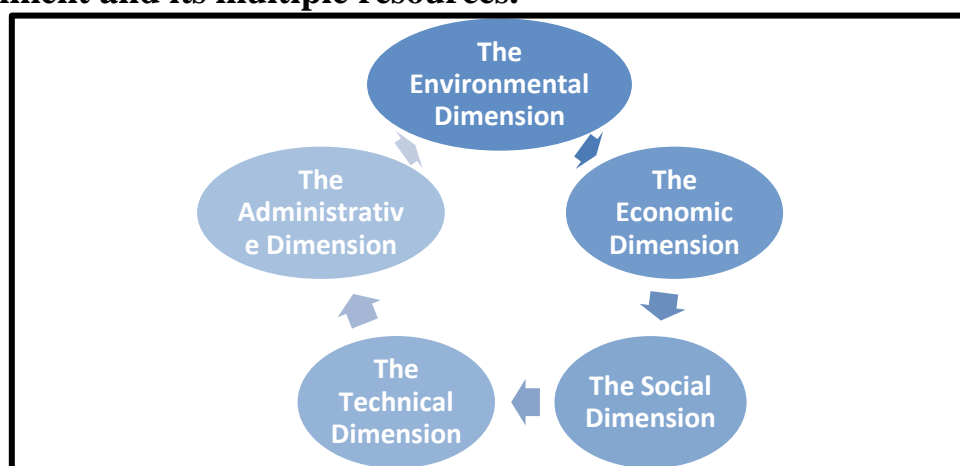 and its multiple resources.
The
Environmental
Dimension
The
Economic
Dimension
The Social
Dimension
The
Technical
Dimension
The
Administrativ
e Dimension